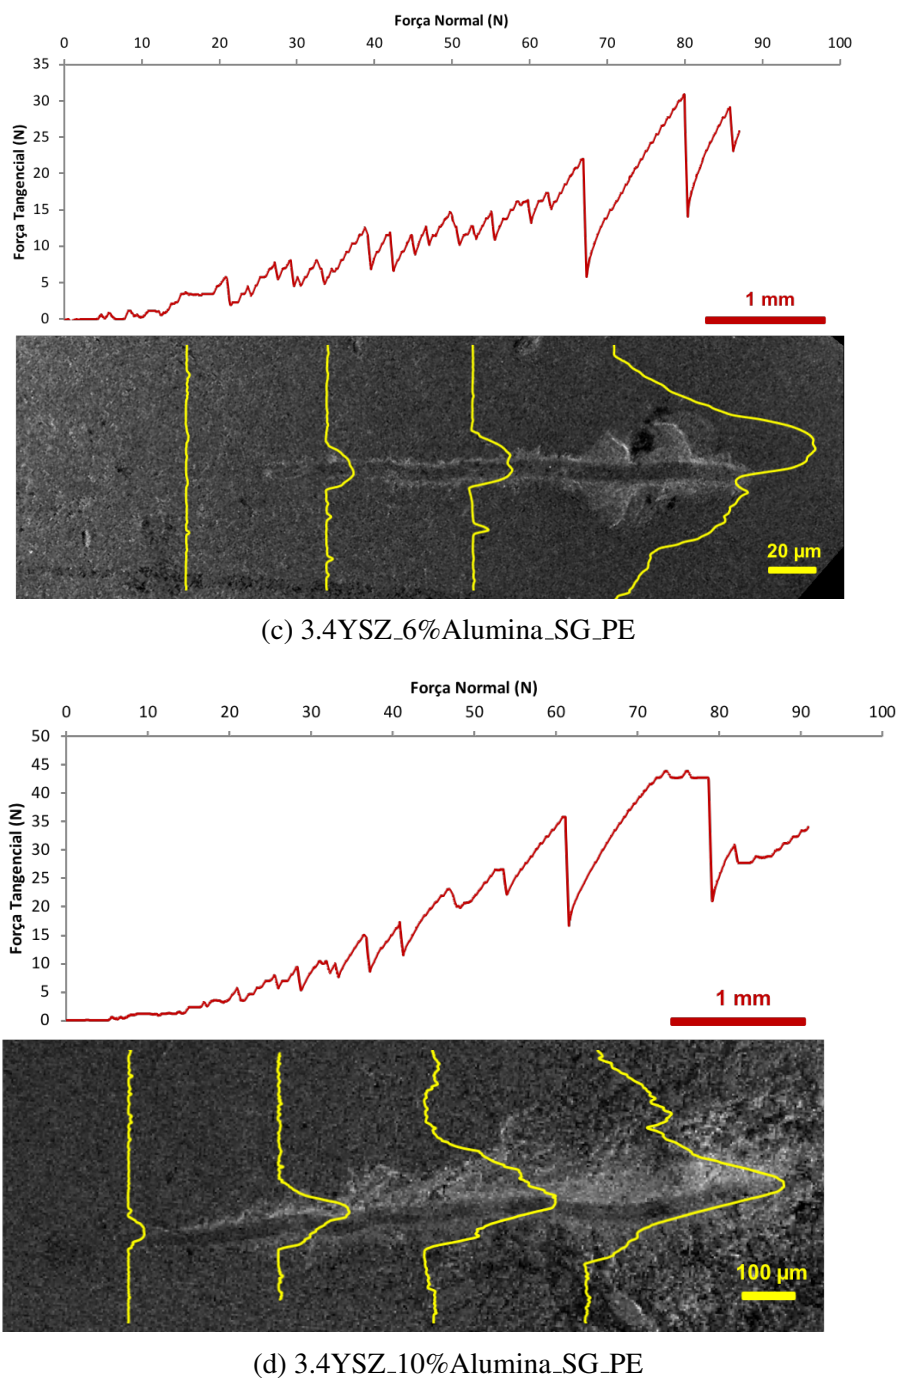 Força Normal (N)
0 10 20 30 40 50 60 70 80 90 100
Força Tangencial (N)
35
30
25
20
15
10
5
0
1 mm
20 µm
(c) 3.4YSZ_6%Alumina_SG_PE
Força Normal (N)
0 10 20 30 40 50 60 70 80 90 100
Força Tangencial (N)
50
45
40
35
30
25
20
15
10
5
0
1 mm
100 µm
(d) 3.4YSZ_10%Alumina_SG_PE